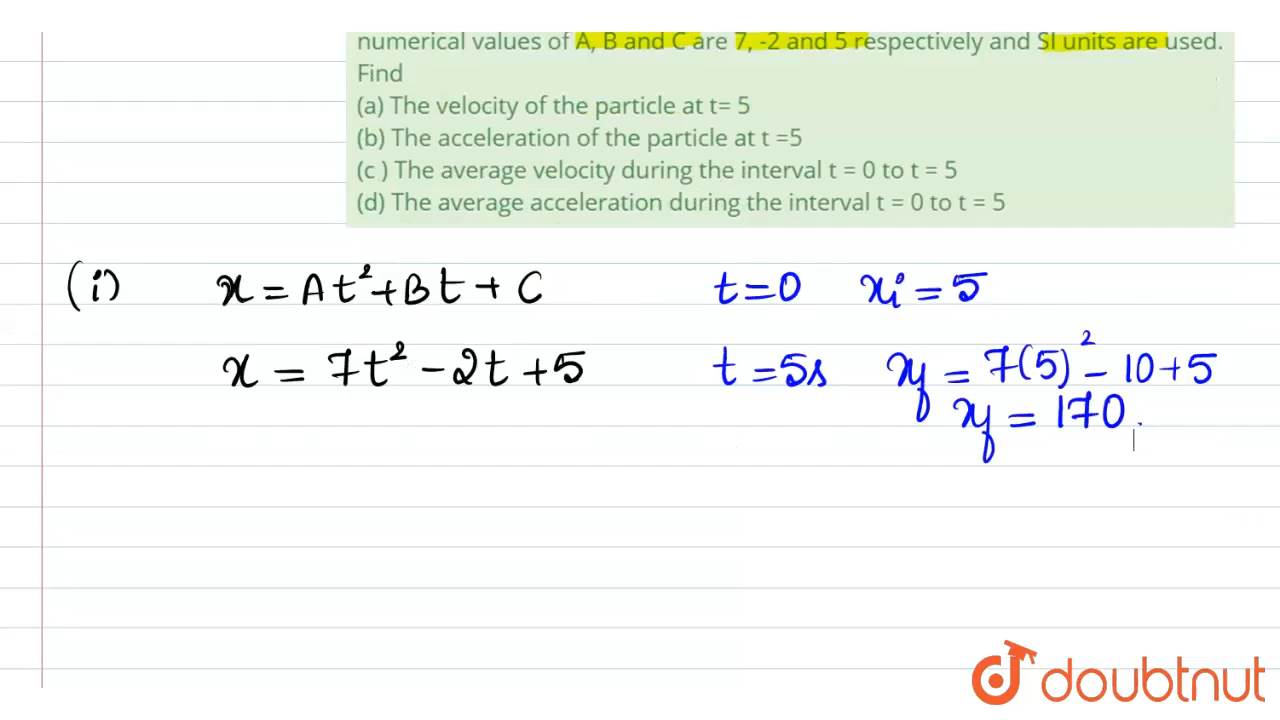 numerical values of A, B and C are 7, -2 and 5 respectively and SI units are used.
Find
(a) The velocity of the particle at t= 5
(b) The acceleration of the particle at t =5
(c ) The average velocity during the interval t = 0 to t = 5
(d) The average acceleration during the interval t = 0 to t = 5
(i) x = At² + Bt + C t=0 xi = 5
x = 7t² - 2t + 5 t = 5s xf = 7(5)² - 10 + 5
xf = 170
doubtnut